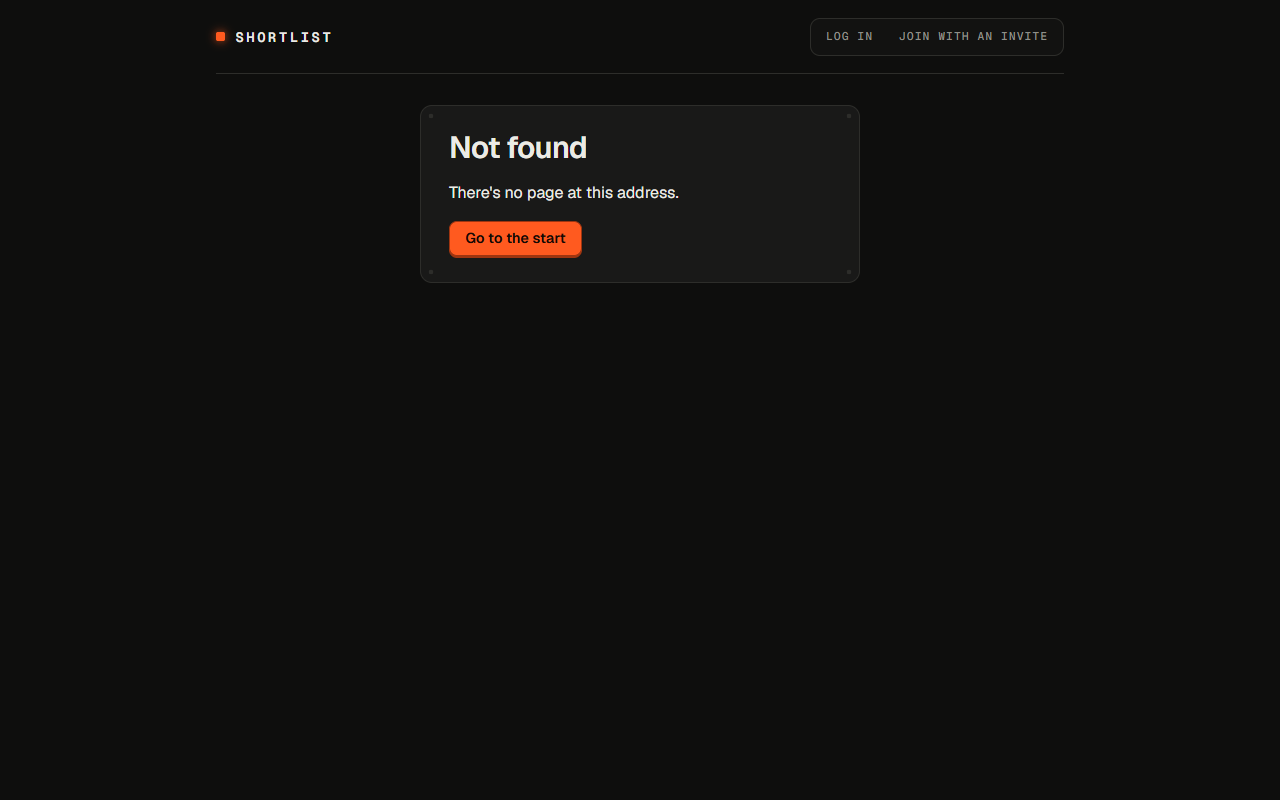 SHORTLIST
LOG IN
JOIN WITH AN INVITE
Not found
There's no page at this address.
Go to the start